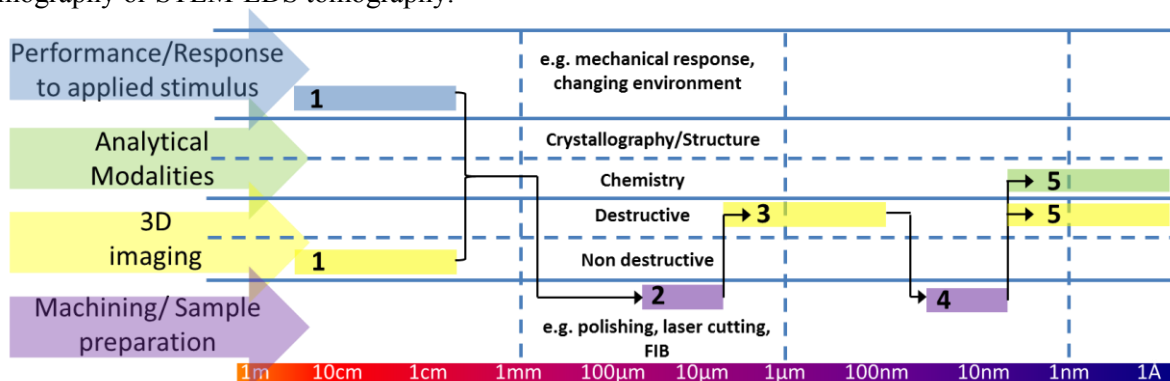 mography or STEM-EDS tomography.
Performance/Response
to applied stimulus
1
e.g. mechanical response,
changing environment
Analytical
Modalities
Crystallography/Structure
Chemistry
5
3D
imaging
Destructive
3
5
1
Non destructive
Machining/ Sample
preparation
2
4
e.g. polishing, laser cutting,
FIB
1m 10cm 1cm 1mm 100µm 10µm 1µm 100nm 10nm 1nm 1A